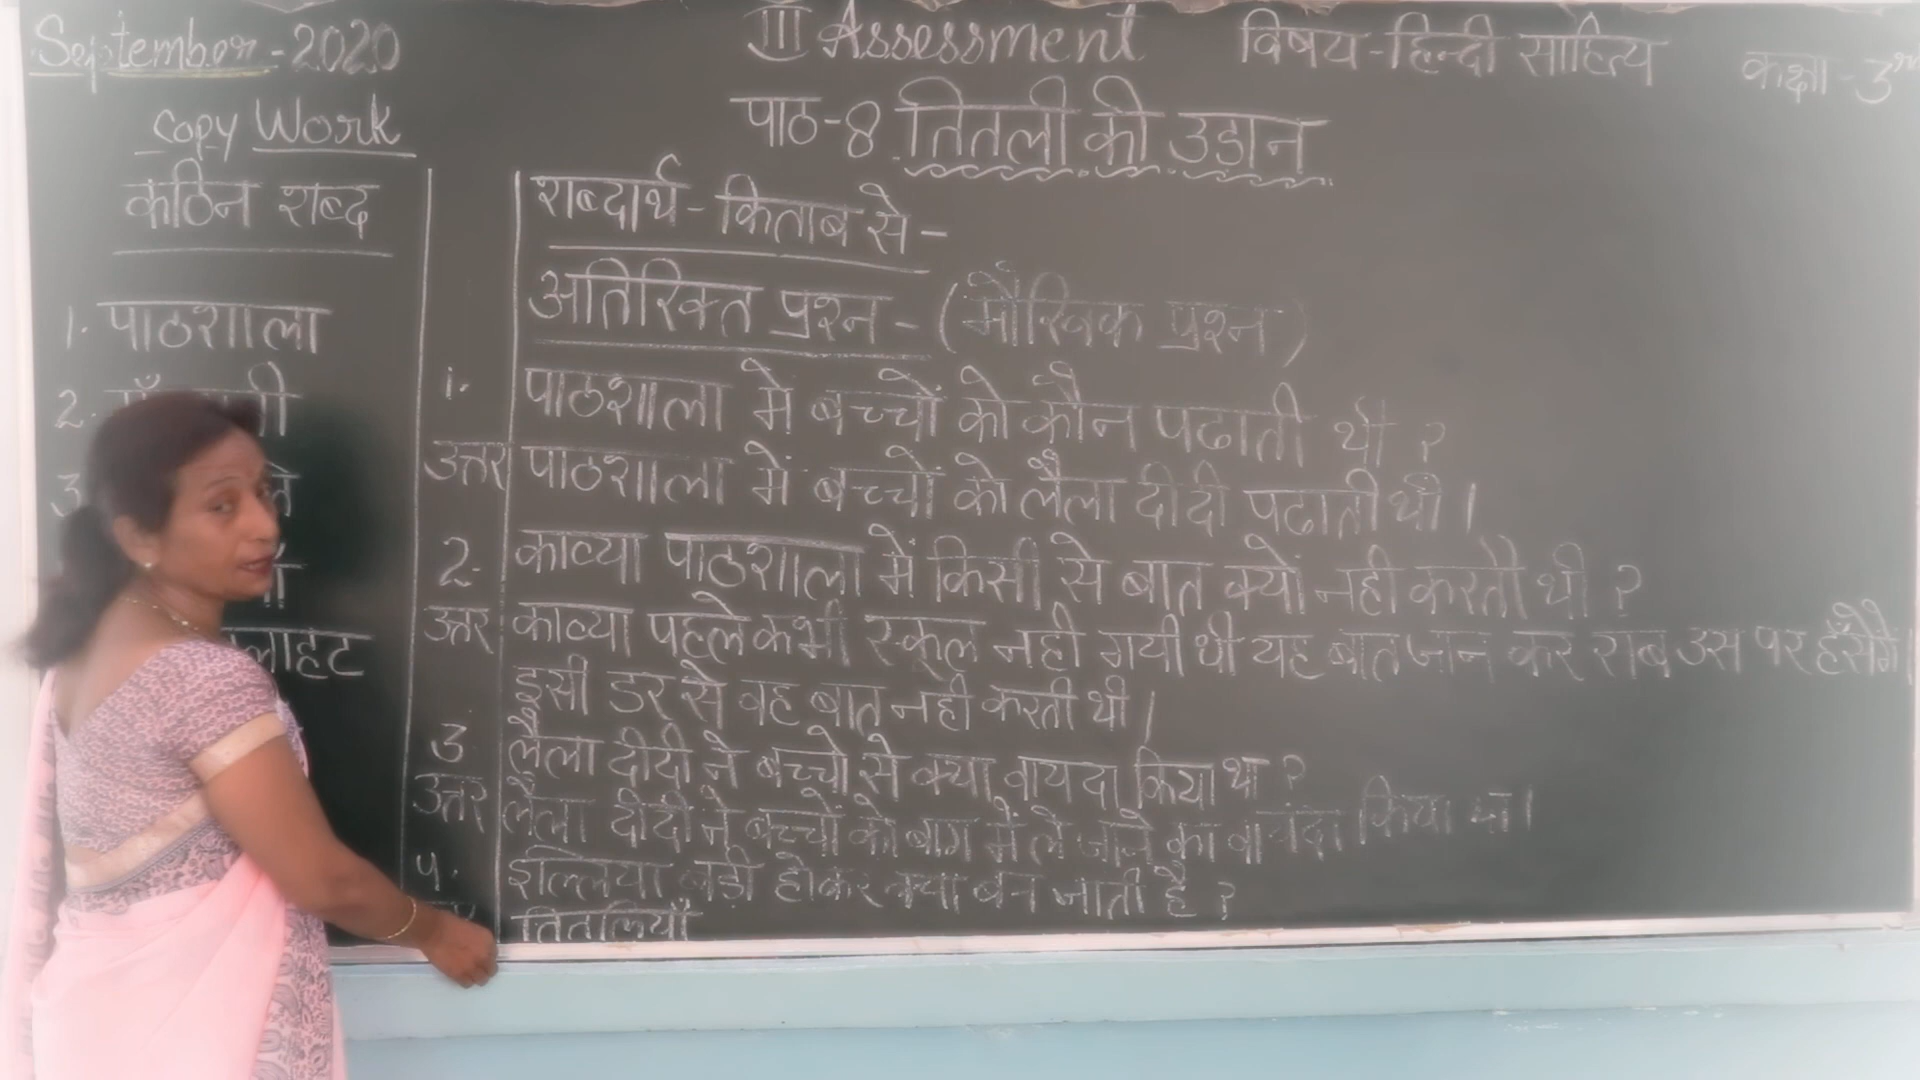 September-2020
III Assessment
विषय-हिन्दी साहित्य
कक्षा-3rd
Copy Work
पाठ-8 तितली की उडान
कठिन शब्द
1. पाठशाला
2.
3
लाहट
शब्दार्थ - किताब से -
अतिरिक्त प्रश्न - (मौखिक प्रश्न)
1. पाठशाला मे बच्चों को कौन पढाती थी ?
उत्तर पाठशाला में बच्चों को लैला दीदी पढाती थी।
2- काव्या पाठशाला में किसी से बात क्यों नही करती थी ?
उत्तर काव्या पहले कभी स्कूल नही गयी थी यह बात जान कर सब उस पर हँसेंगे।
इसी डर से वह बात नही करती थी।
3 लैला दीदी ने बच्चो से क्या वायदा किया था ?
उत्तर लैला दीदी ने बच्चों को बाग में ले जाने का वायदा किया था।
4. इल्लिया बड़ी होकर क्या बन जाती है ?
तितलियाँ